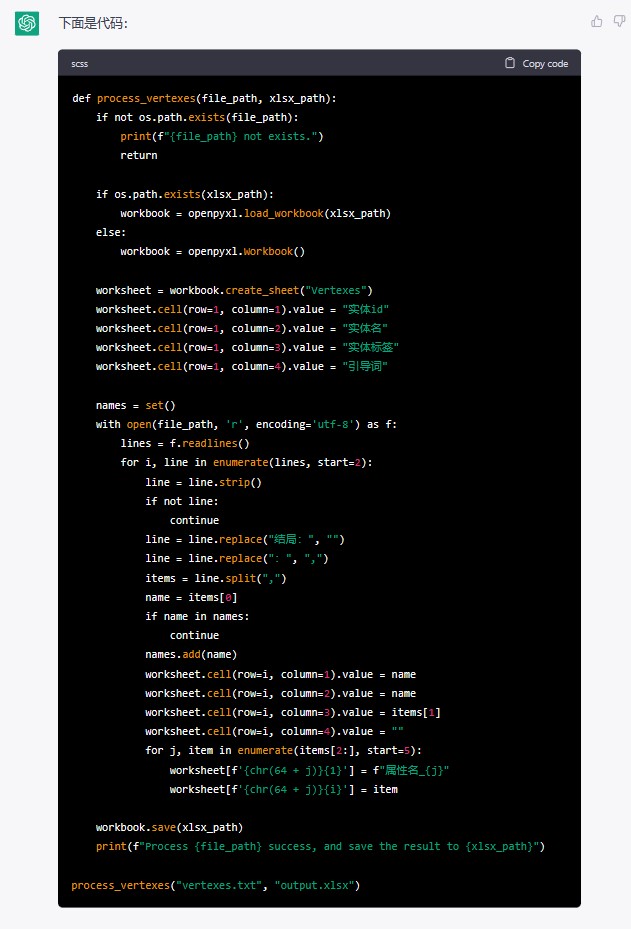 下面是代码:
scss
Copy code
def process_vertexes(file_path, xlsx_path):
    if not os.path.exists(file_path):
        print(f"{file_path} not exists.")
        return

    if os.path.exists(xlsx_path):
        workbook = openpyxl.load_workbook(xlsx_path)
    else:
        workbook = openpyxl.Workbook()

    worksheet = workbook.create_sheet("Vertexes")
    worksheet.cell(row=1, column=1).value = "实体id"
    worksheet.cell(row=1, column=2).value = "实体名"
    worksheet.cell(row=1, column=3).value = "实体标签"
    worksheet.cell(row=1, column=4).value = "引导词"

    names = set()
    with open(file_path, 'r', encoding='utf-8') as f:
        lines = f.readlines()
        for i, line in enumerate(lines, start=2):
            line = line.strip()
            if not line:
                continue
            line = line.replace("结局：", "")
            line = line.replace("：", ",")
            items = line.split(",")
            name = items[0]
            if name in names:
                continue
            names.add(name)
            worksheet.cell(row=i, column=1).value = name
            worksheet.cell(row=i, column=2).value = name
            worksheet.cell(row=i, column=3).value = items[1]
            worksheet.cell(row=i, column=4).value = ""
            for j, item in enumerate(items[2:], start=5):
                worksheet[f'{chr(64 + j)}{1}'] = f"属性名_{j}"
                worksheet[f'{chr(64 + j)}{i}'] = item

    workbook.save(xlsx_path)
    print(f"Process {file_path} success, and save the result to {xlsx_path}")

process_vertexes("vertexes.txt", "output.xlsx")